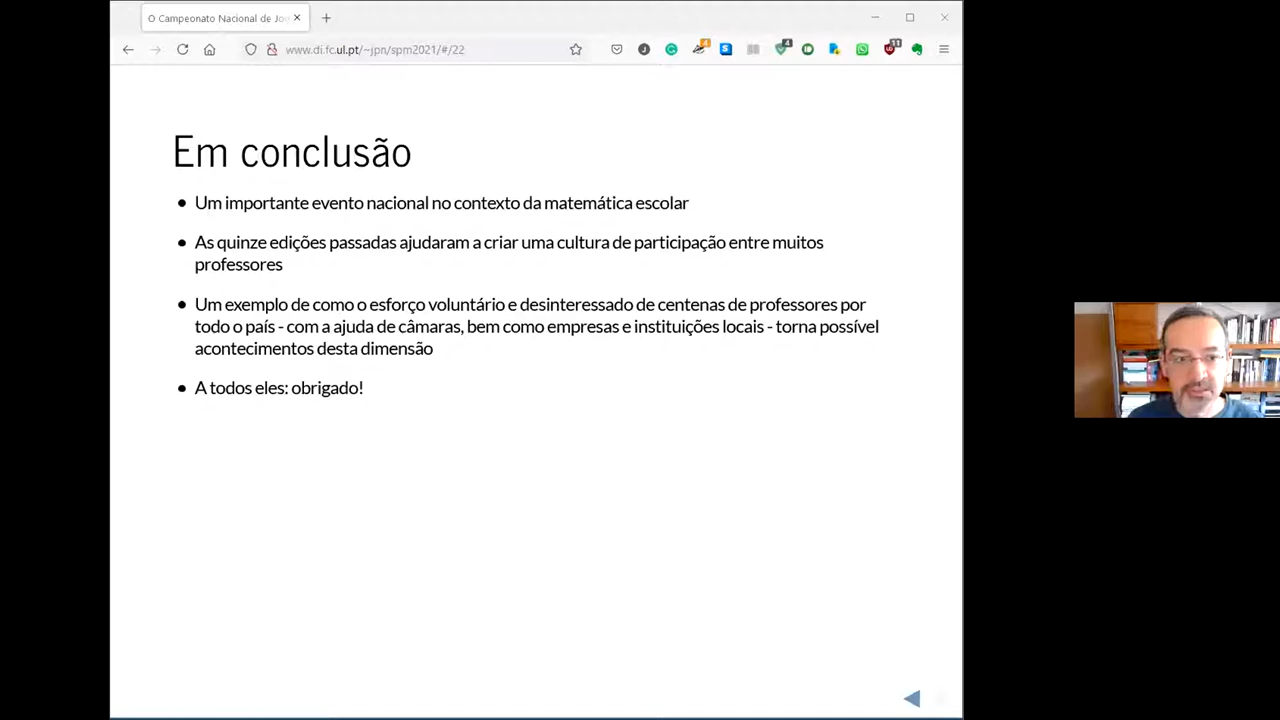 O Campeonato Nacional de Jo
www.di.fc.ul.pt/~jpn/spm2021/#/22
4
4
11
Em conclusão
Um importante evento nacional no contexto da matemática escolar
As quinze edições passadas ajudaram a criar uma cultura de participação entre muitos
professores
Um exemplo de como o esforço voluntário e desinteressado de centenas de professores por
todo o país - com a ajuda de câmaras, bem como empresas e instituições locais - torna possível
acontecimentos desta dimensão
A todos eles: obrigado!